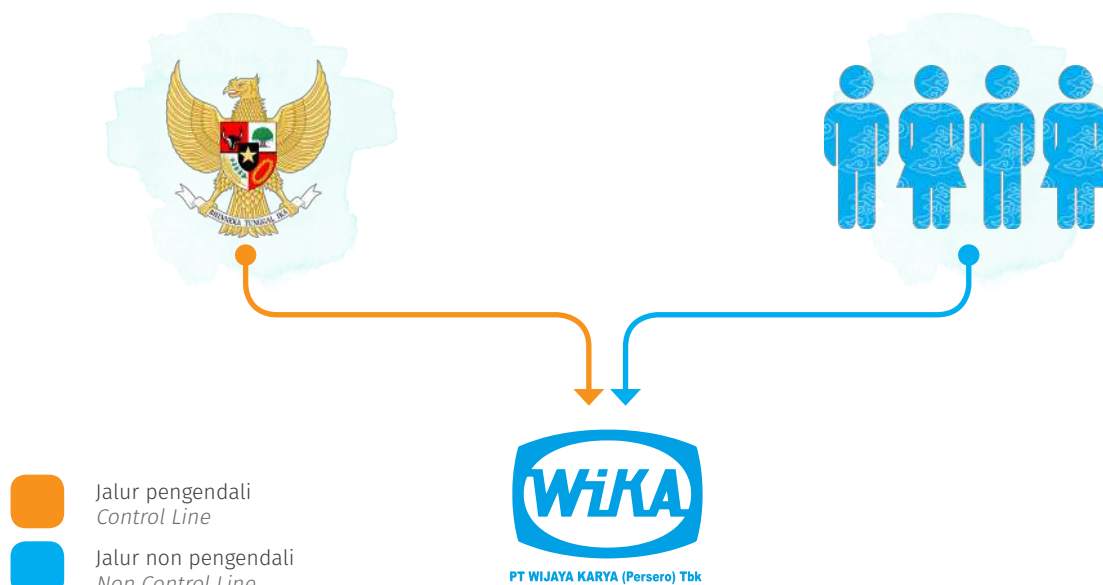 BHINNEKA TUNGGAL IKA
WiKA
PT WIJAYA KARYA (Persero) Tbk
Jalur pengendali
Control Line
Jalur non pengendali
Non Control Line